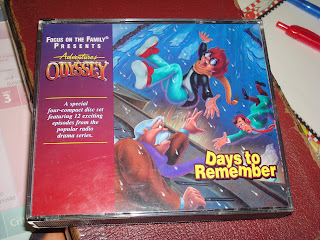 FOCUS ON THE FAMILY®
PRESENTS
Adventures
IN
ODYSSEY
A special
four-compact disc set
featuring 12 exciting
episodes from the
popular radio
drama series.
Days to
Remember
3